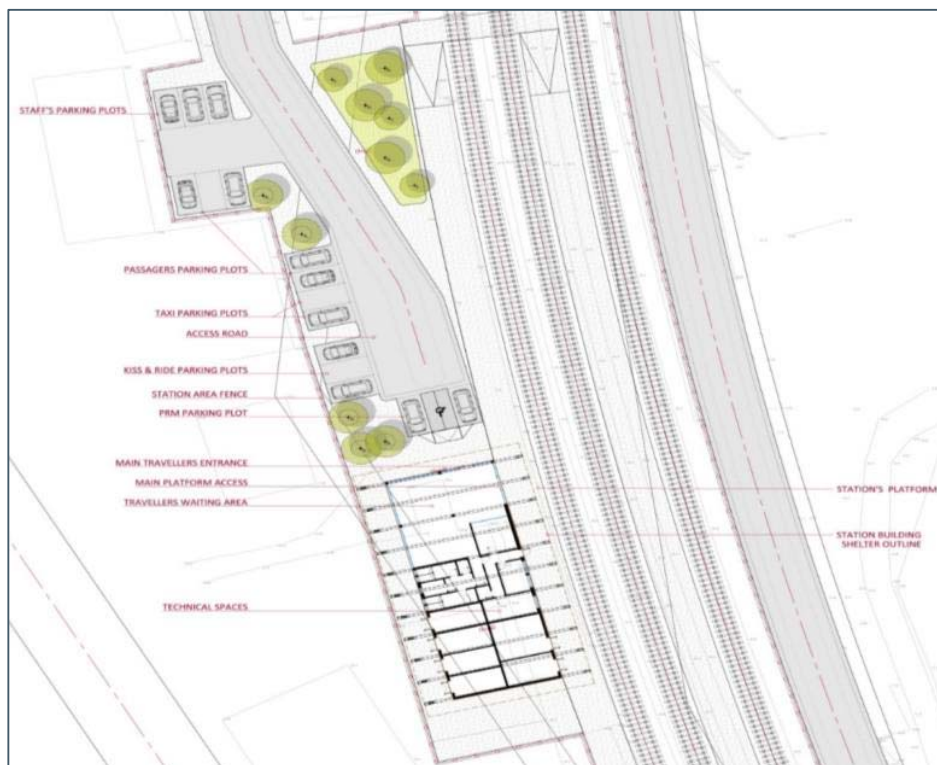 STAFF'S PARKING PLOTS
PASSAGERS PARKING PLOTS
TAXI PARKING PLOTS
ACCESS ROAD
KISS & RIDE PARKING PLOTS
STATION AREA FENCE
PRM PARKING PLOT
MAIN TRAVELLERS ENTRANCE
MAIN PLATFORM ACCESS
TRAVELLERS WAITING AREA
TECHNICAL SPACES
STATION'S PLATFORM
STATION BUILDING
SHELTER OUTLINE